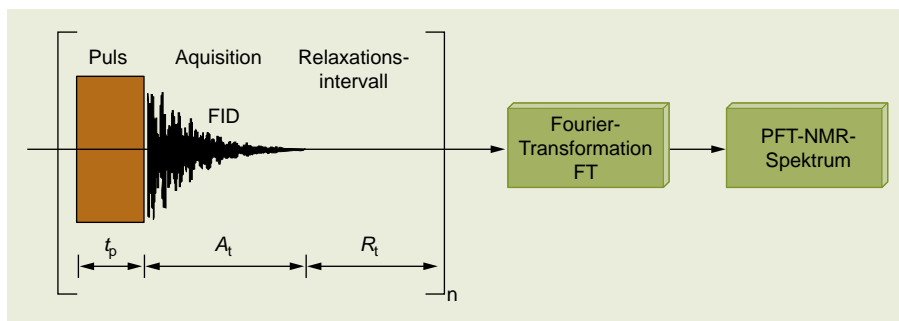 Puls
Aquisition
Relaxations-
intervall
FID
Fourier-
Transformation
FT
PFT-NMR-
Spektrum
tp
At
Rt
n